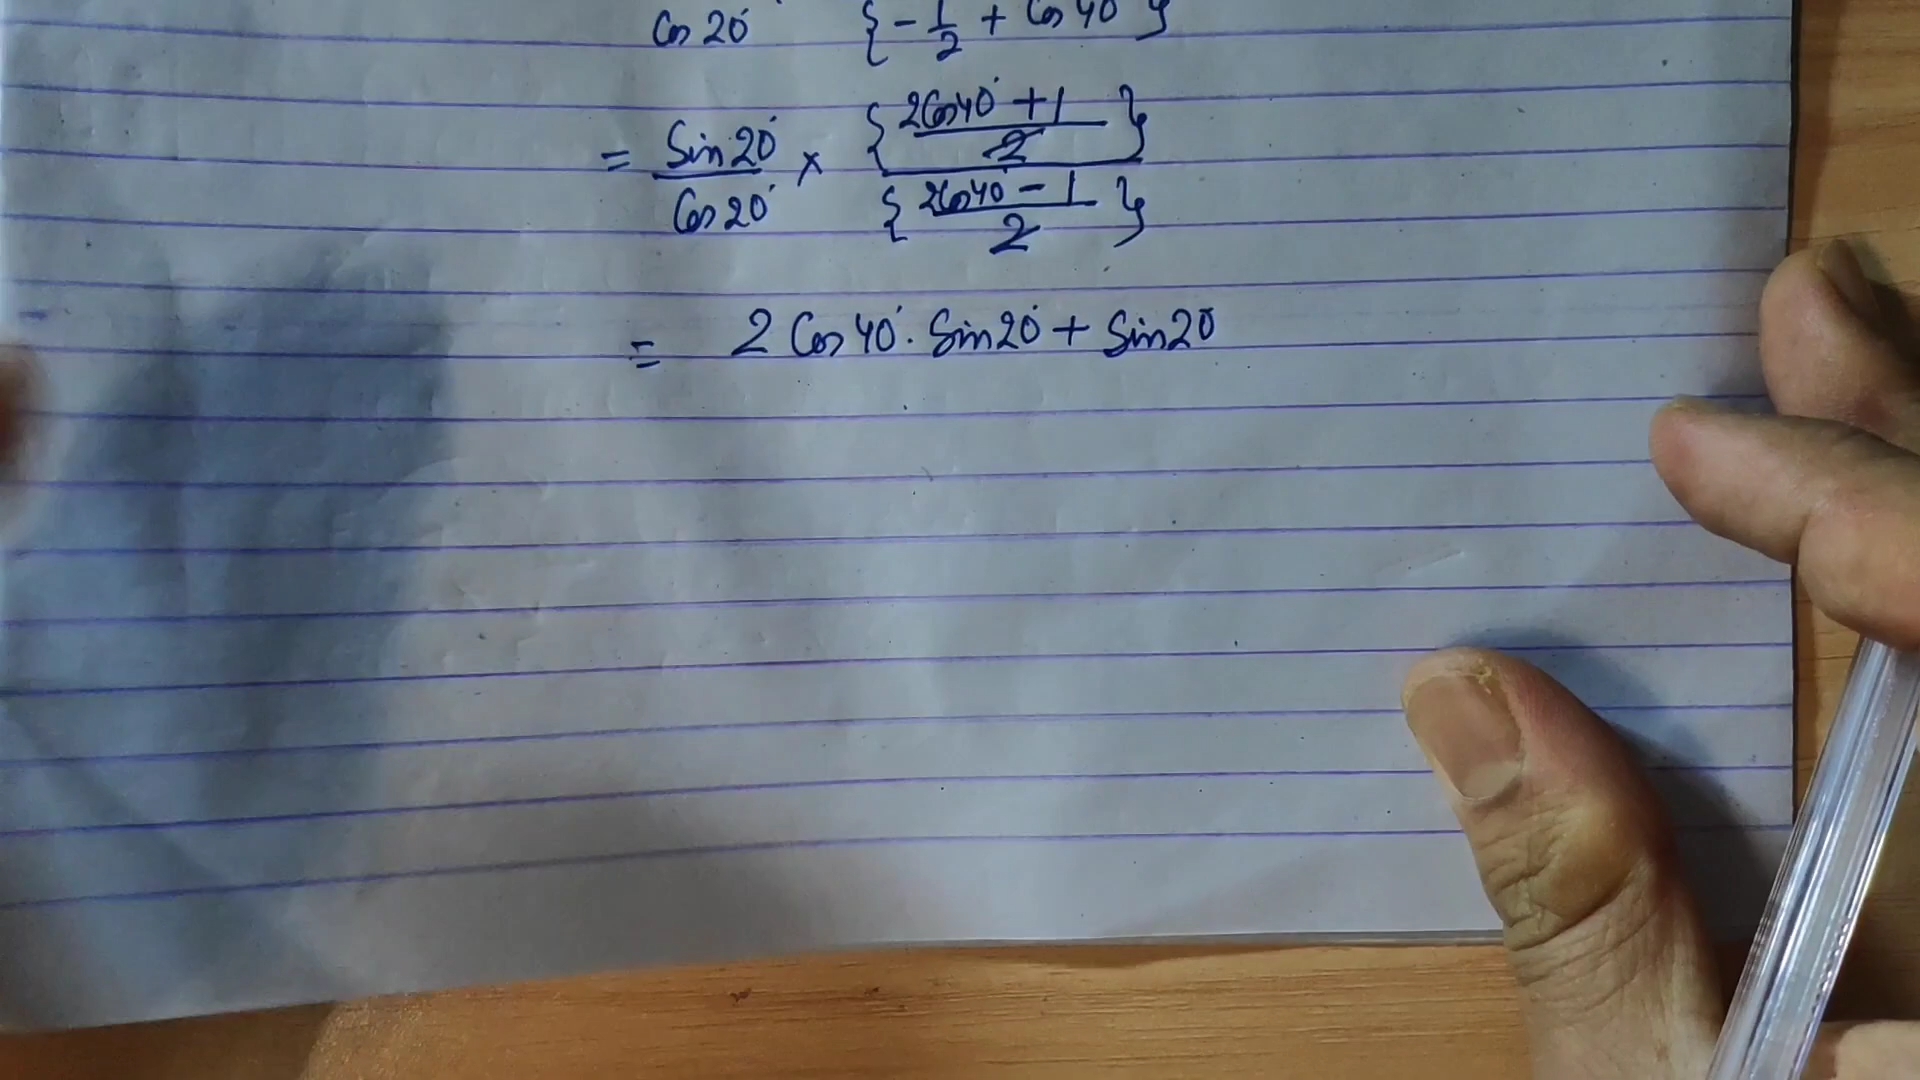 Cos 20° {-1/2 + Cos 40° }
= Sin 20°/Cos 20° × {2Cos40° + 1/2}/{2Cos40° - 1/2}
= 2 Cos 40° . Sin 20° + Sin 20°